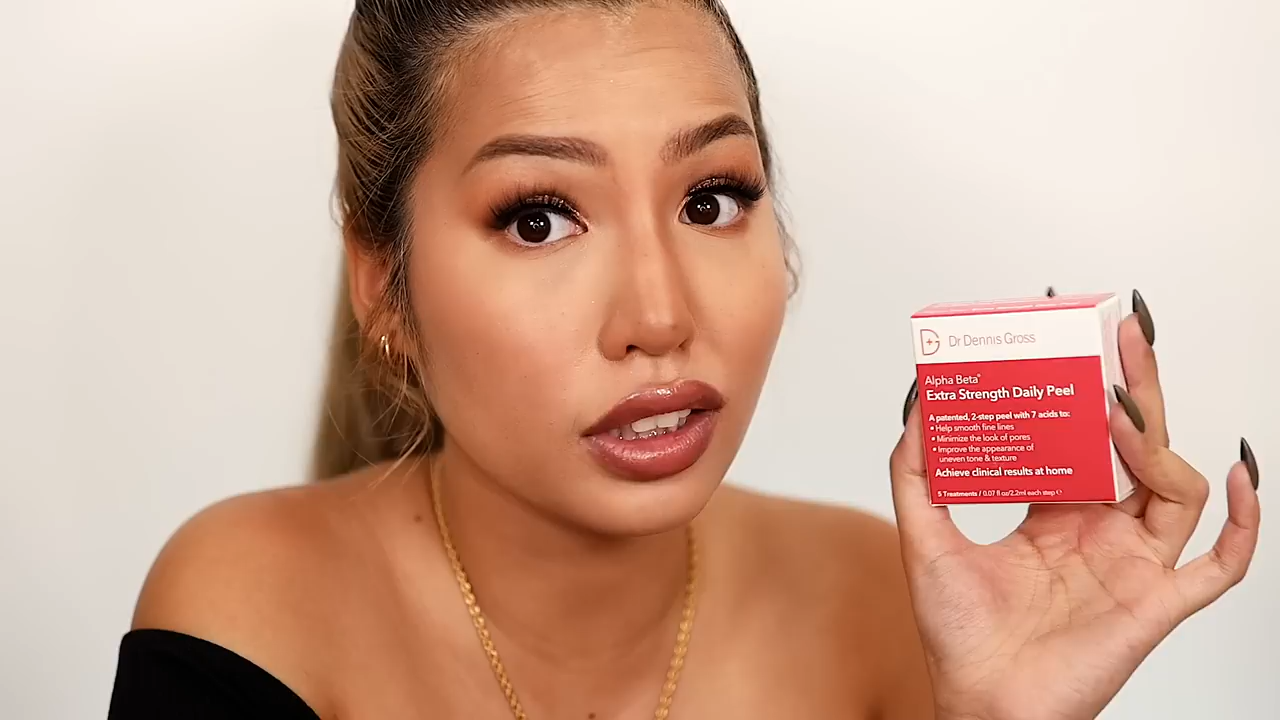 Dr Dennis Gross
Alpha Beta®
Extra Strength Daily Peel
A patented, 2-step peel with 7 acids to:
▪ Help smooth fine lines
▪ Minimize the look of pores
▪ Improve the appearance of
uneven tone & texture
Achieve clinical results at home
5 Treatments / 0.07 fl oz/2.2ml each step ℮